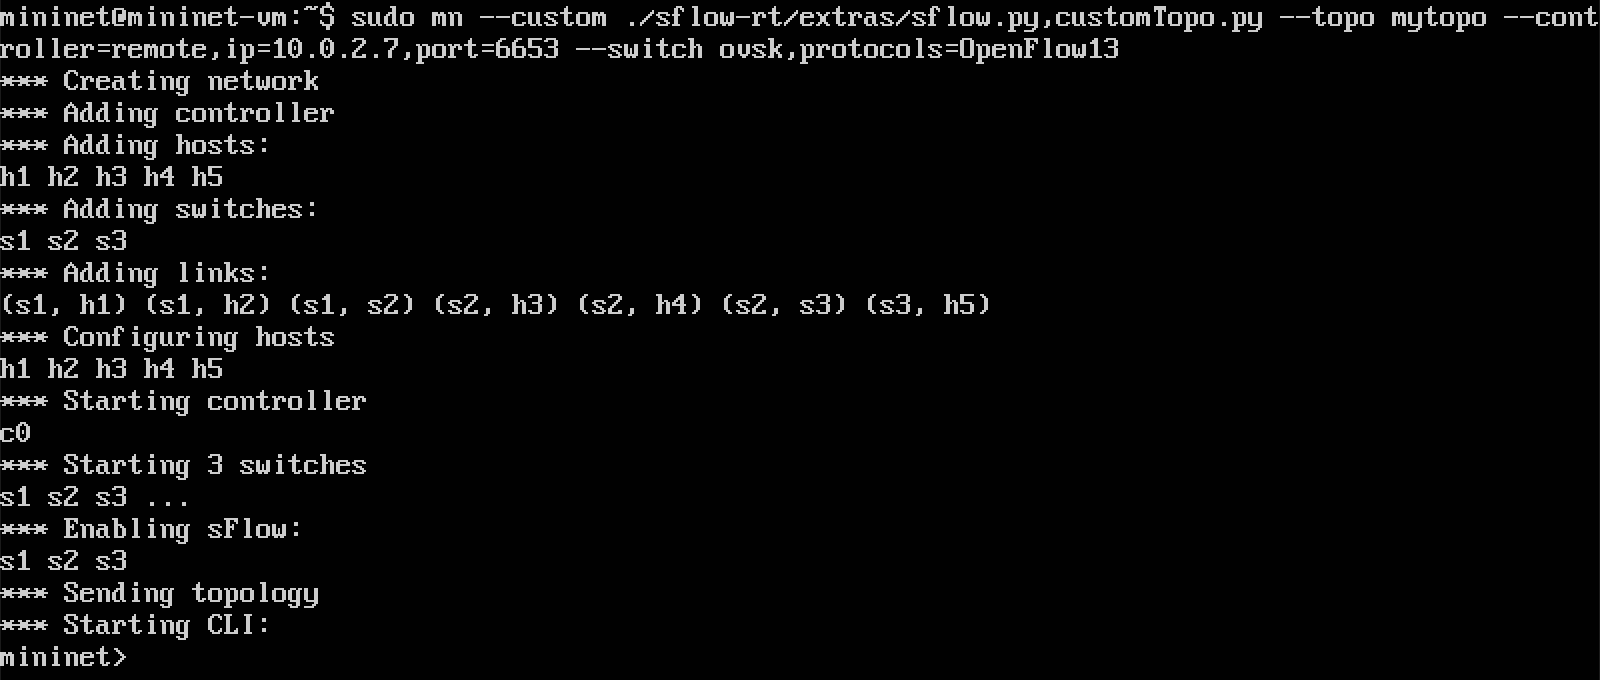 mininet@mininet-vm:~$ sudo mn --custom ./sflow-rt/extras/sflow.py,customTopo.py --topo mytopo --cont
roller=remote,ip=10.0.2.7,port=6653 --switch ovsk,protocols=OpenFlow13
*** Creating network
*** Adding controller
*** Adding hosts:
h1 h2 h3 h4 h5
*** Adding switches:
s1 s2 s3
*** Adding links:
(s1, h1) (s1, h2) (s1, s2) (s2, h3) (s2, h4) (s2, s3) (s3, h5)
*** Configuring hosts
h1 h2 h3 h4 h5
*** Starting controller
c0
*** Starting 3 switches
s1 s2 s3 ...
*** Enabling sFlow:
s1 s2 s3
*** Sending topology
*** Starting CLI:
mininet>